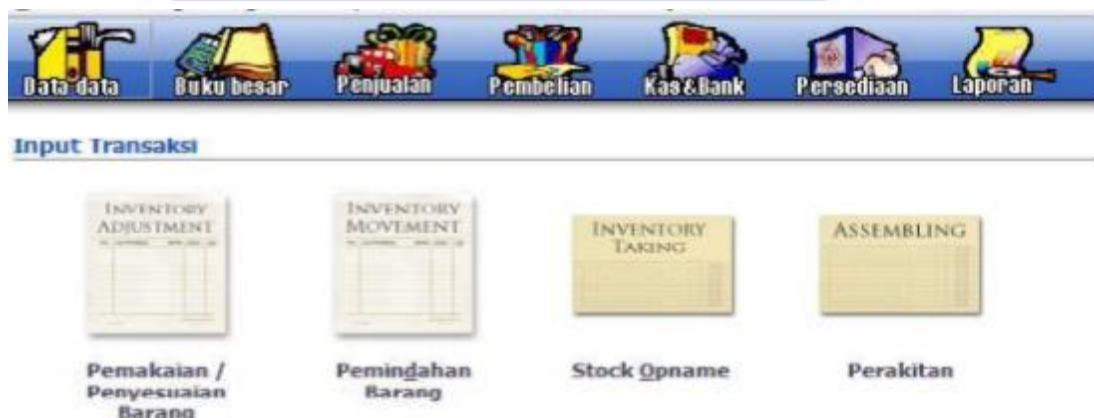 Data-data Buku besar Penjualan Pembelian Kas&Bank Persediaan Laporan
Input Transaksi
INVENTORY ADJUSTMENT
INVENTORY MOVEMENT
INVENTORY TAKING
ASSEMBLING
Pemakaian /
Penyesuaian
Barang
Pemindahan
Barang
Stock Opname
Perakitan